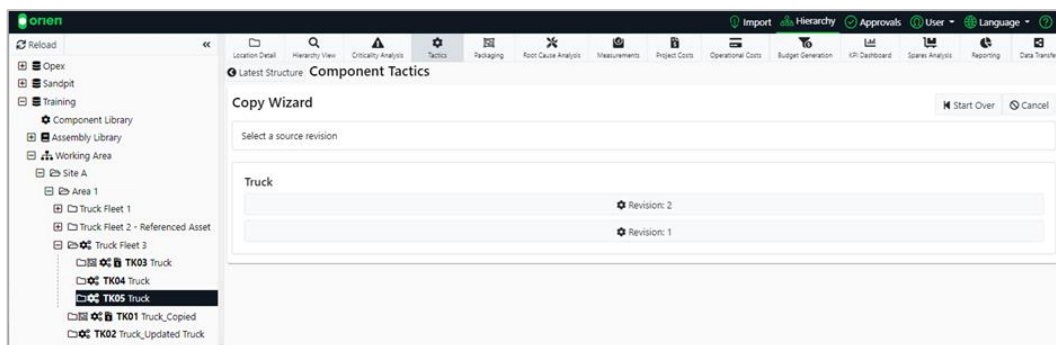 orien
Import Hierarchy Approvals User Language
Reload
Location Detail Hierarchy View Criticality Analysis Tactics Packaging Root Cause Analysis Measurements Project Costs Operational Costs Budget Generation KPI Dashboard Spares Analysis Reporting Data Transfe
Latest Structure Component Tactics
Opex
Sandpit
Training
Component Library
Assembly Library
Working Area
Site A
Area 1
Truck Fleet 1
Truck Fleet 2 - Referenced Asset
Truck Fleet 3
TK03 Truck
TK04 Truck
TK05 Truck
TK01 Truck_Copied
TK02 Truck_Updated Truck
Copy Wizard
Start Over Cancel
Select a source revision
Truck
Revision: 2
Revision: 1